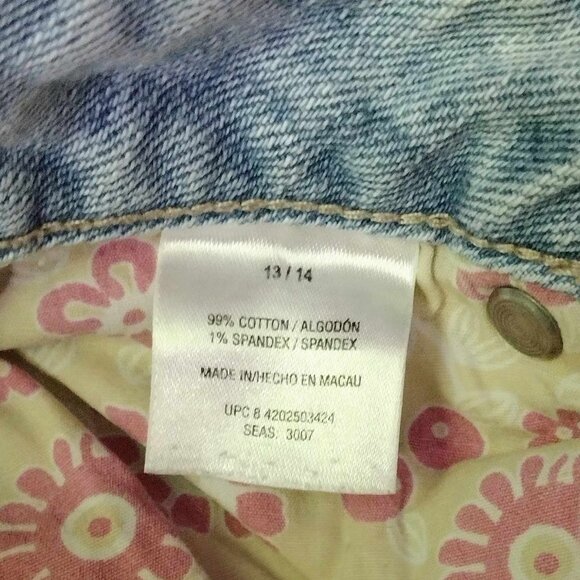 13 / 14
99% COTTON / ALGODÓN
1% SPANDEX / SPANDEX
MADE IN/HECHO EN MACAU
UPC 8 4202503424
SEAS. 3007